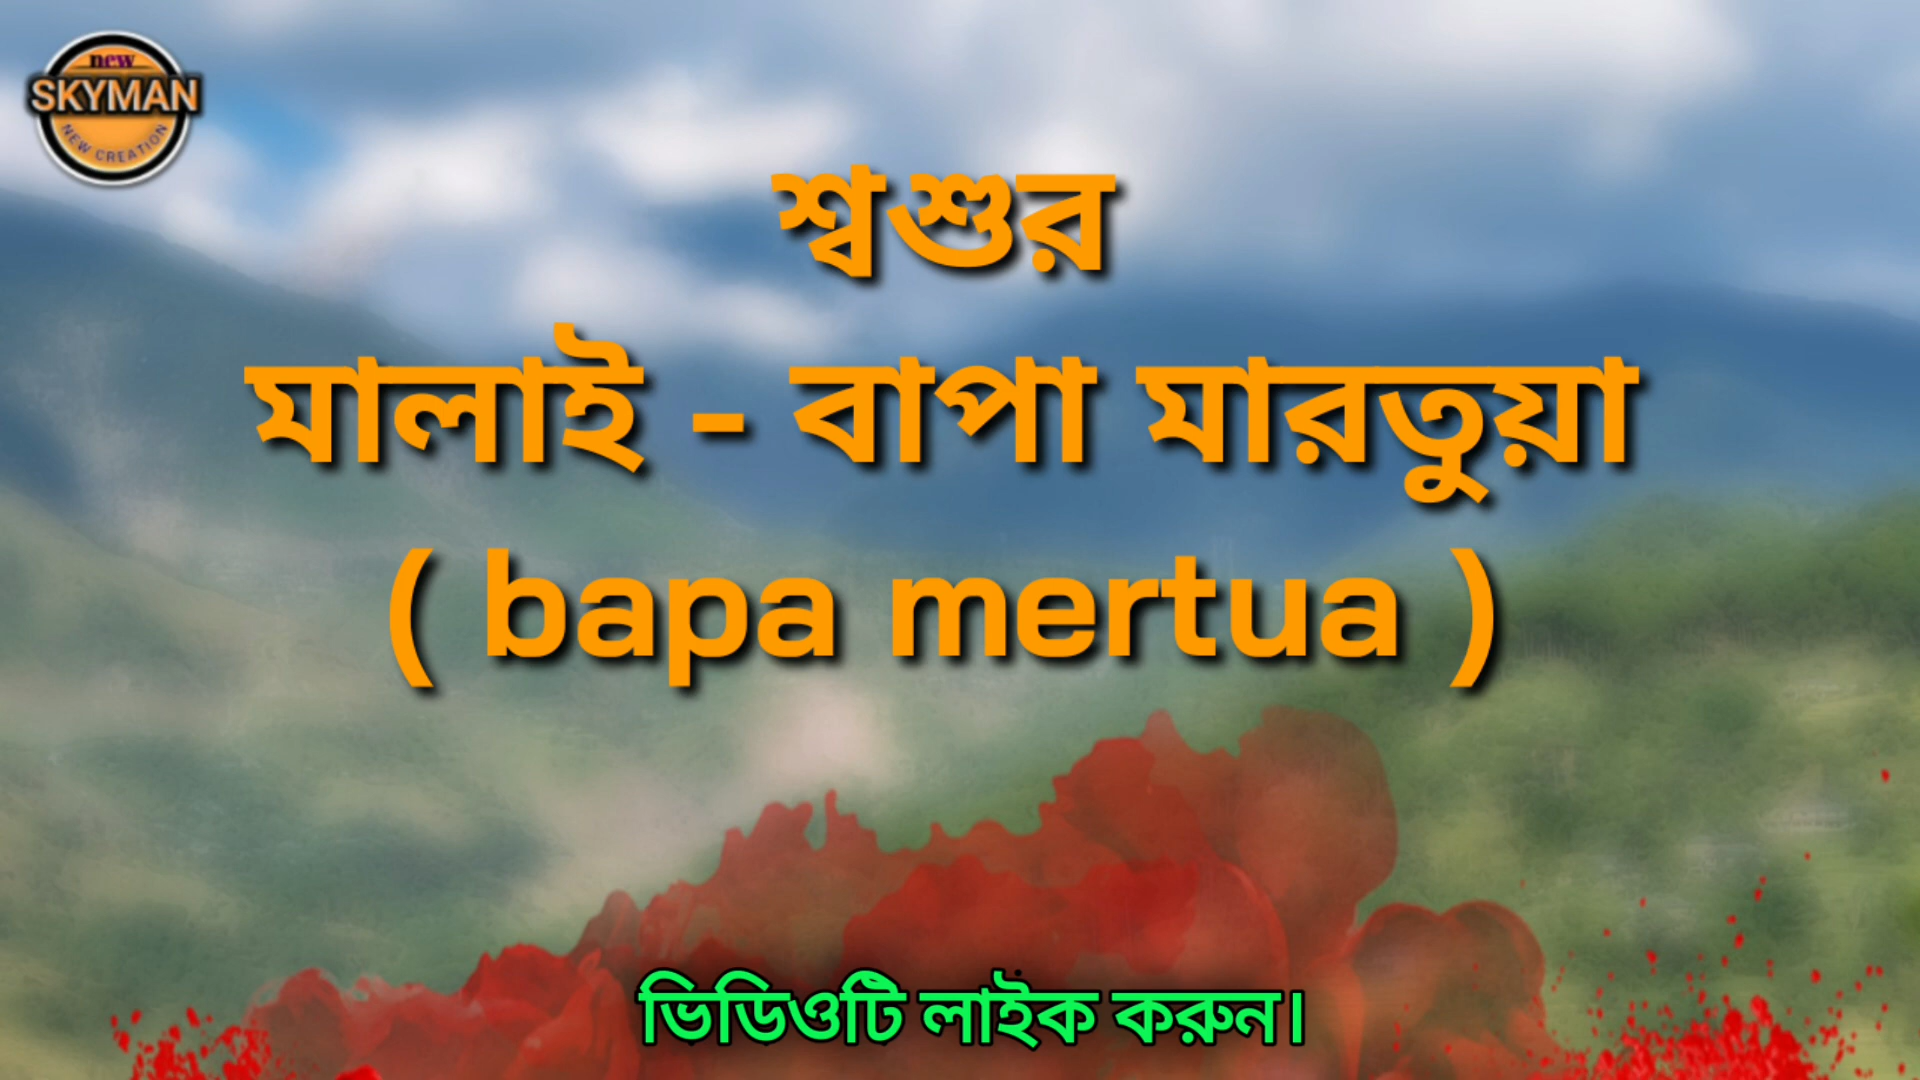 new
SKYMAN
NEW CREATION
শ্বশুর
মালাই - বাপা মারতুয়া
( bapa mertua )
ভিডিওটি লাইক করুন।